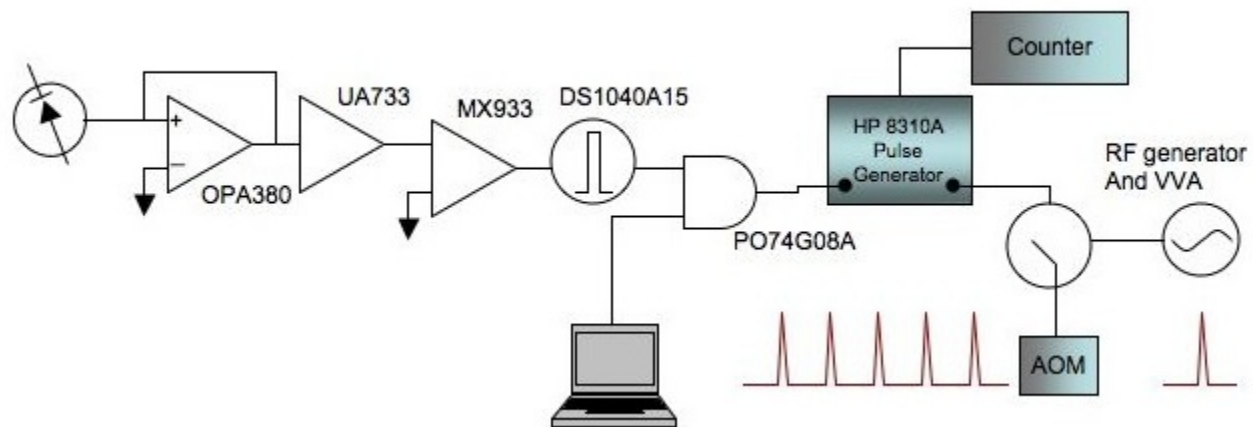 Counter
UA733
MX933
DS1040A15
HP 8310A
Pulse
Generator
RF generator
And VVA
+
−
OPA380
PO74G08A
AOM